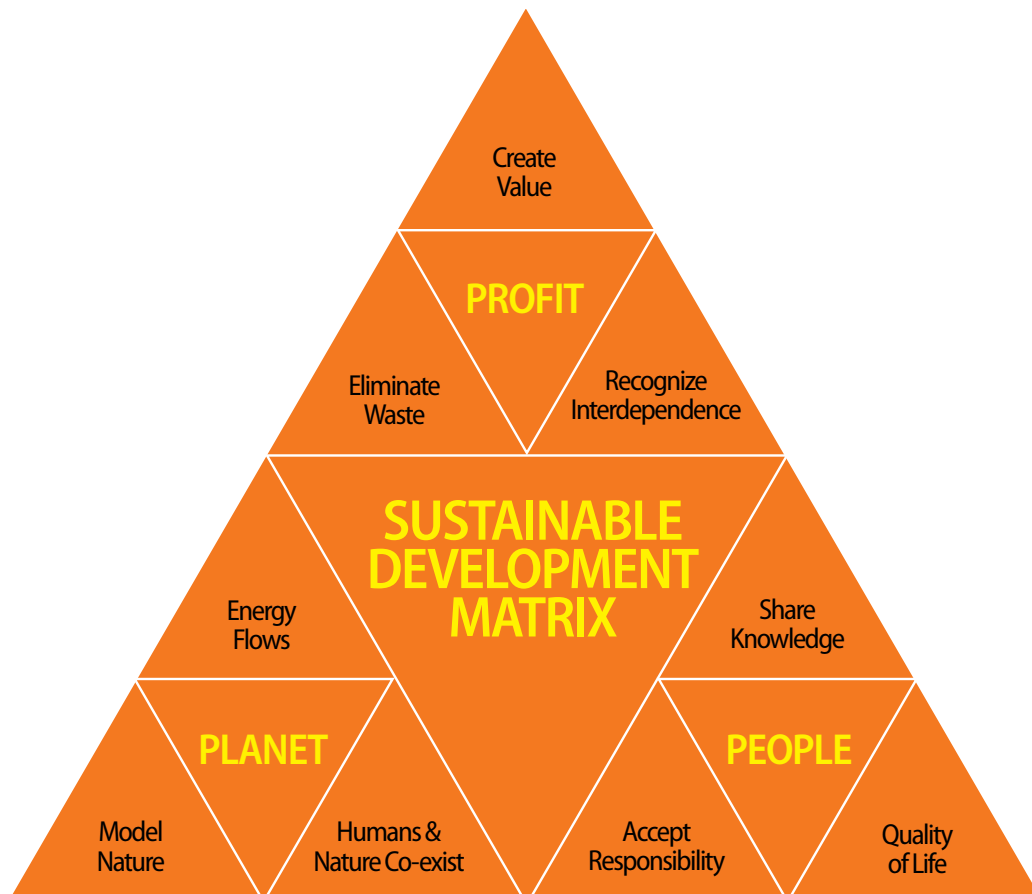 Create
Value
PROFIT
Eliminate
Waste
Recognize
Interdependence
SUSTAINABLE
DEVELOPMENT
MATRIX
Energy
Flows
Share
Knowledge
PLANET
PEOPLE
Model
Nature
Humans &
Nature Co-exist
Accept
Responsibility
Quality
of Life